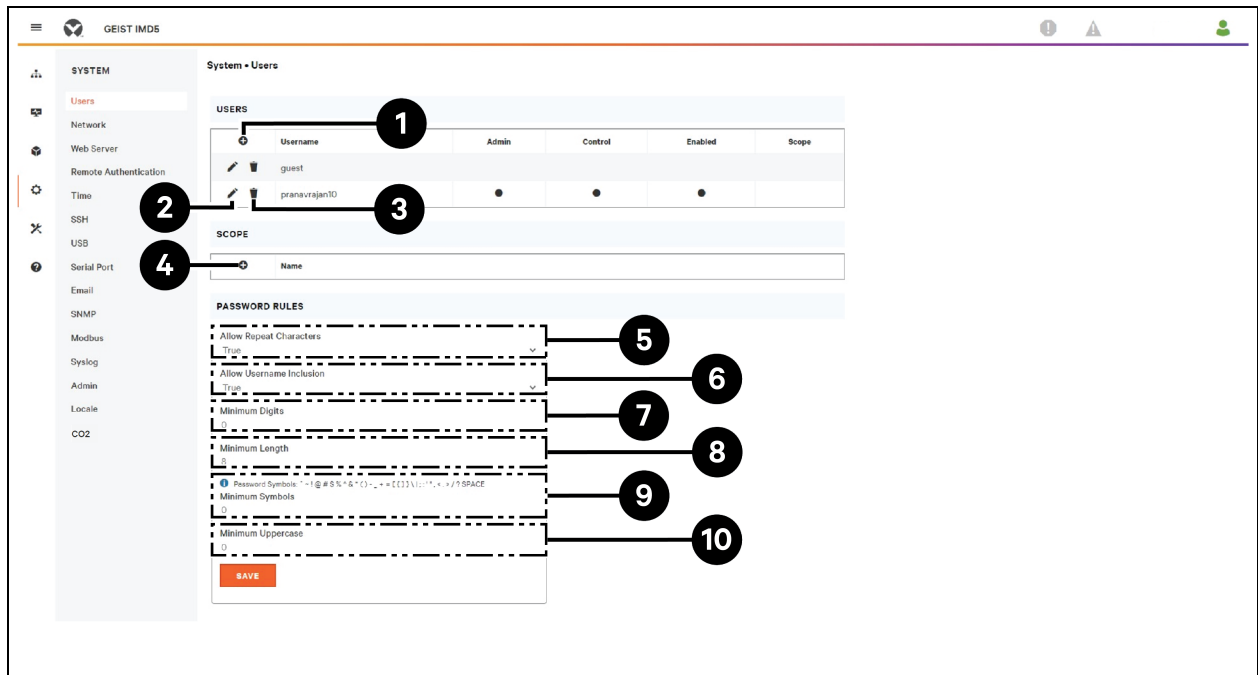 GEIST IMD5
SYSTEM
Users
Network
Web Server
Remote Authentication
Time
SSH
USB
Serial Port
Email
SNMP
Modbus
Syslog
Admin
Locale
CO2
System • Users
USERS
Username Admin Control Enabled Scope
guest
pranavrajan10
SCOPE
Name
PASSWORD RULES
Allow Repeat Characters
True
Allow Username Inclusion
True
Minimum Digits
0
Minimum Length
8
Password Symbols: ` ~ ! @ # $ % ^ & * ( ) - _ + = [ { ] } \ | ; : ' " , < . > / ? SPACE
Minimum Symbols
0
Minimum Uppercase
0
SAVE
1
2
3
4
5
6
7
8
9
10